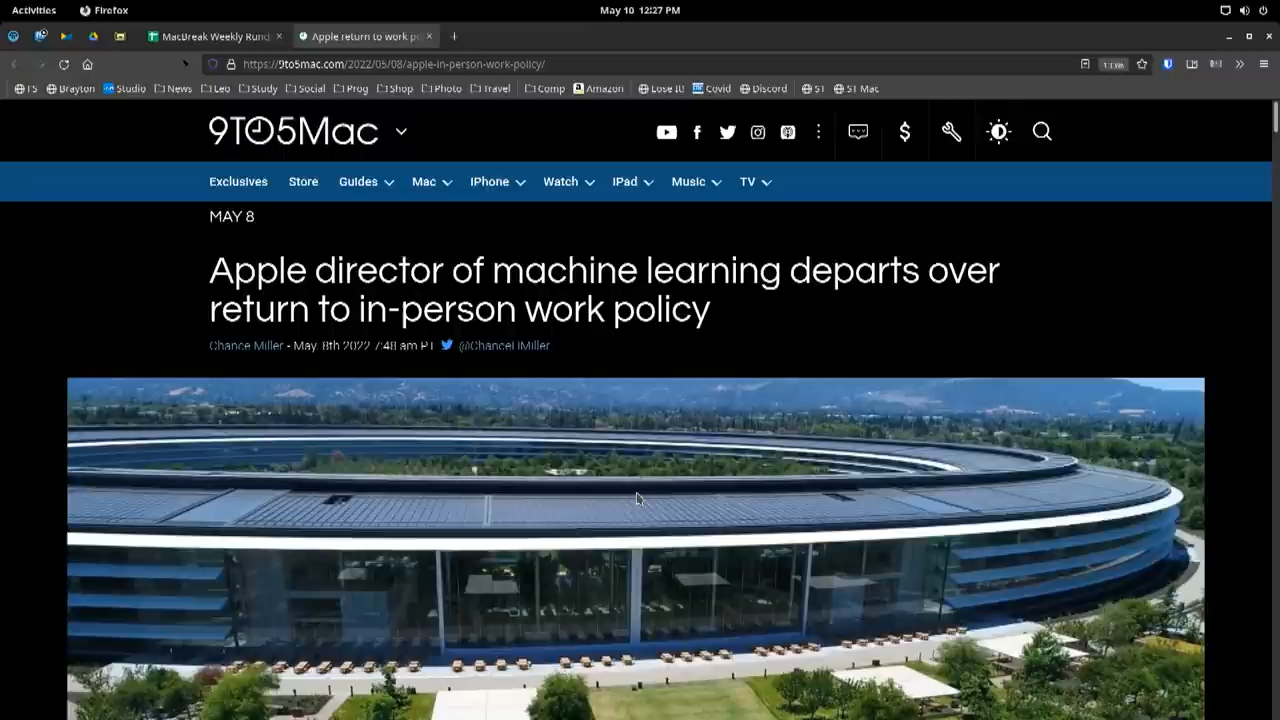 Activities
Firefox
May 10 12:27 PM
MacBreak Weekly Rund
Apple return to work po
https://9to5mac.com/2022/05/08/apple-in-person-work-policy/
TS
Brayton
Studio
News
Leo
Study
Social
Prog
Shop
Photo
Travel
Comp
Amazon
Lose It!
Covid
Discord
ST
ST Mac
9TO5Mac
Exclusives
Store
Guides
Mac
iPhone
Watch
iPad
Music
TV
MAY 8
Apple director of machine learning departs over
return to in-person work policy
Chance Miller - May. 8th 2022 7:48 am PT @ChanceHMiller